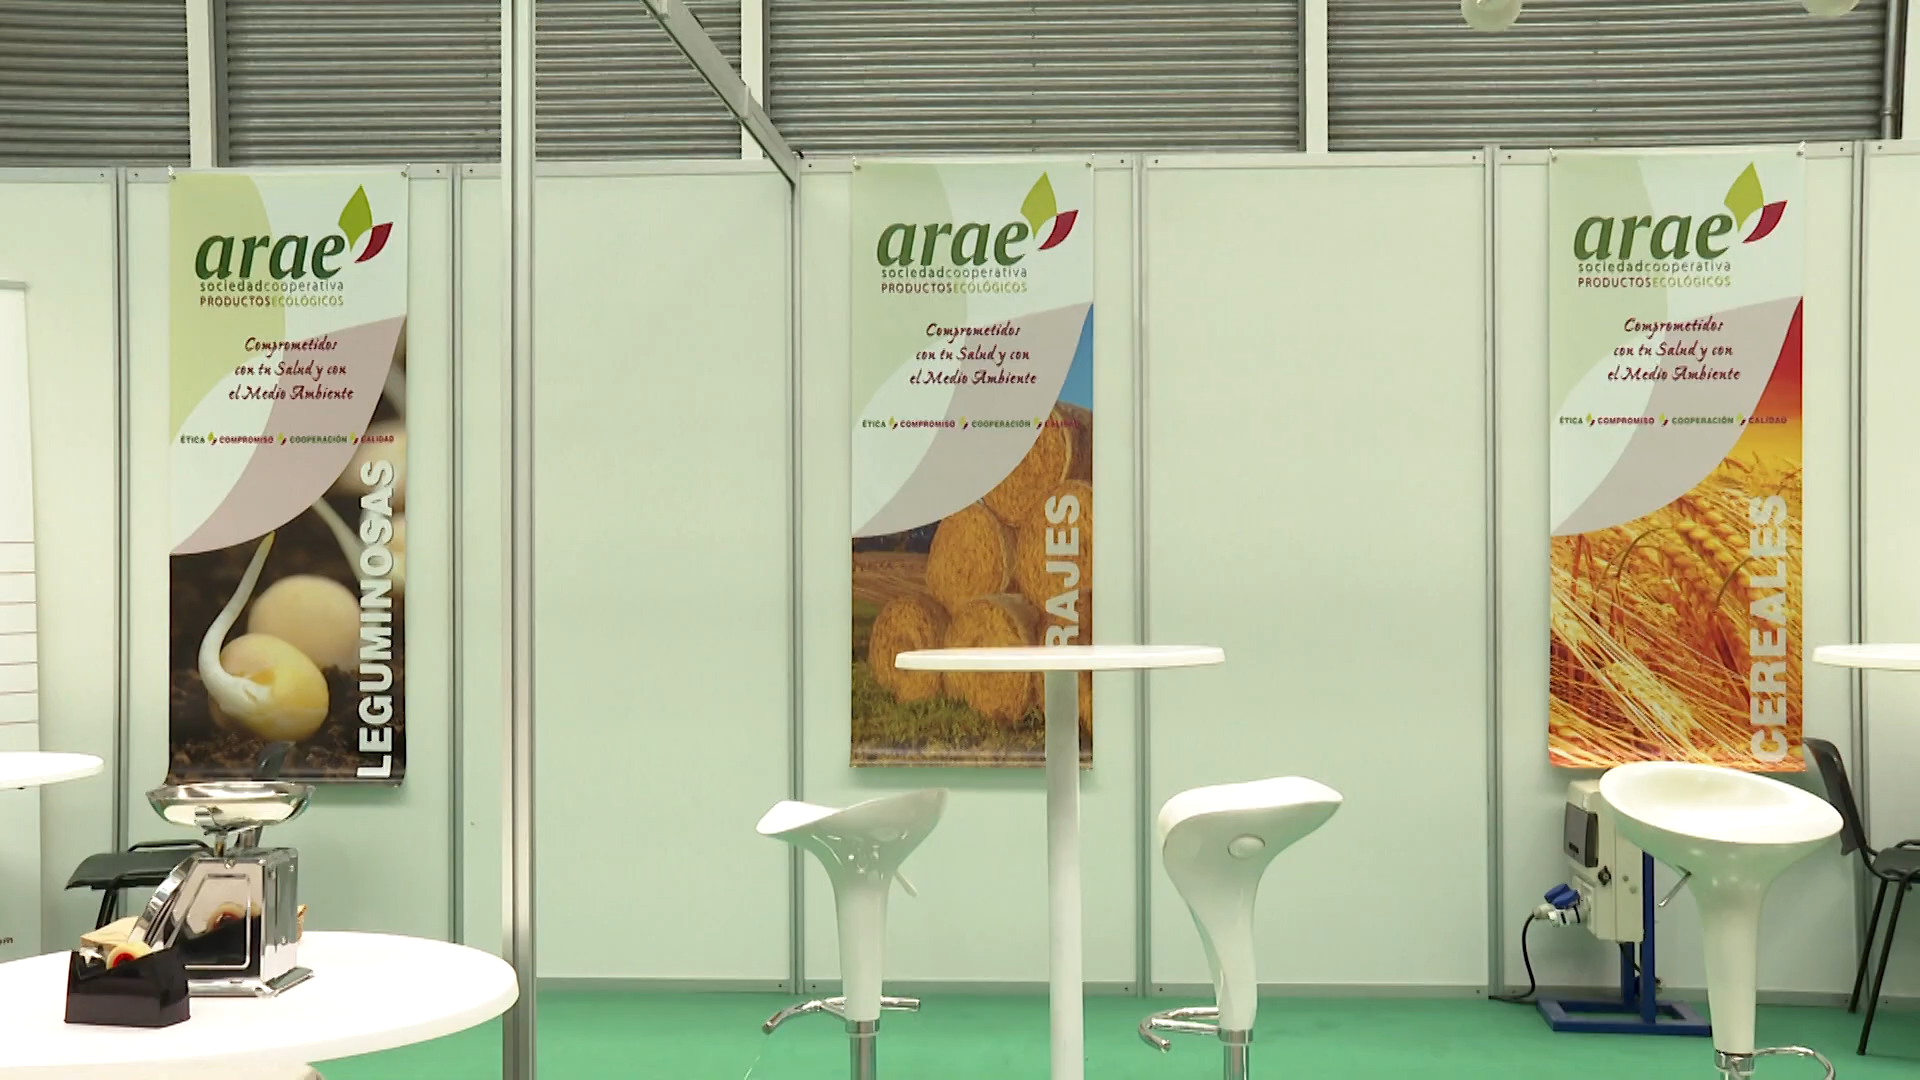 arae
sociedadcooperativa
PRODUCTOSECOLÓGICOS
Comprometidos
con tu Salud y con
el Medio Ambiente
ÉTICA COMPROMISO COOPERACIÓN CALIDAD
LEGUMINOSAS
arae
sociedadcooperativa
PRODUCTOSECOLÓGICOS
Comprometidos
con tu Salud y con
el Medio Ambiente
ÉTICA COMPROMISO COOPERACIÓN CALIDAD
RAJES
arae
sociedadcooperativa
PRODUCTOSECOLÓGICOS
Comprometidos
con tu Salud y con
el Medio Ambiente
ÉTICA COMPROMISO COOPERACIÓN CALIDAD
CEREALES